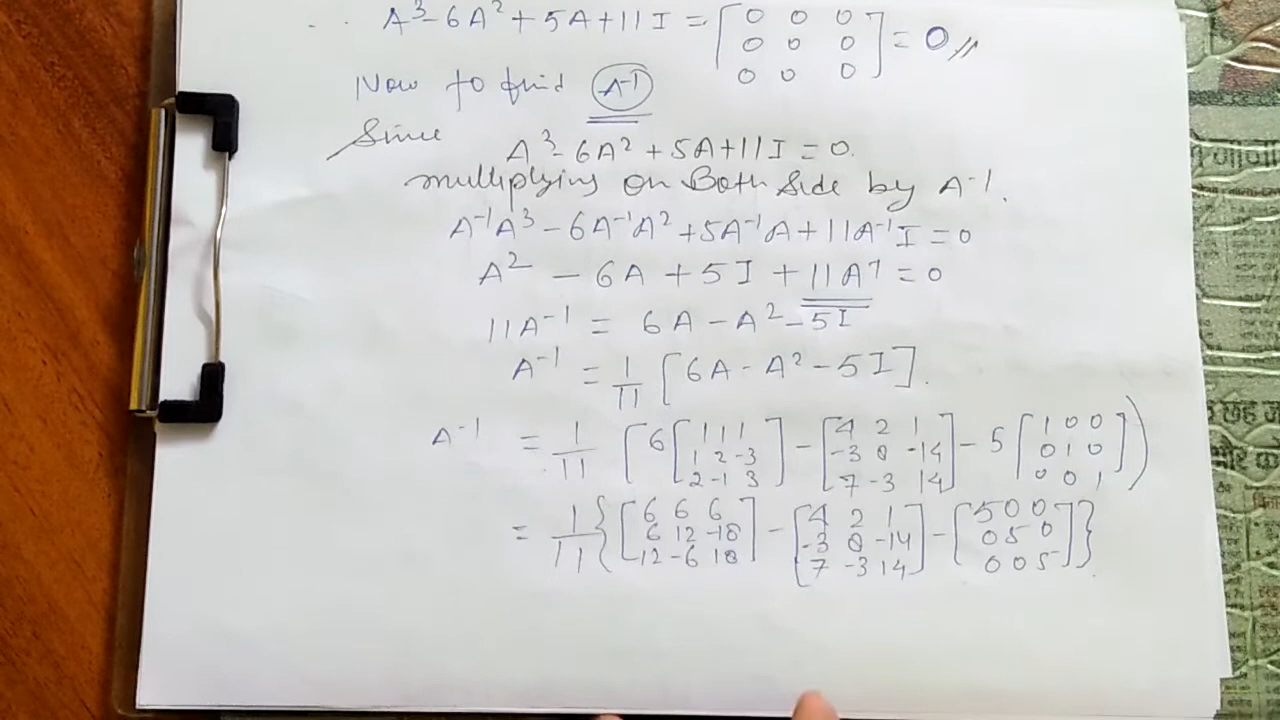 ∴ A³-6A²+5A+11I = [0 0 0; 0 0 0; 0 0 0] = 0//
Now to find A⁻¹
Since A³-6A²+5A+11I = 0.
multiplying on Both Side by A⁻¹.
A⁻¹A³ - 6A⁻¹A² + 5A⁻¹A + 11A⁻¹I = 0
A² - 6A + 5I + 11A⁻¹ = 0
11A⁻¹ = 6A - A² - 5I
A⁻¹ = 1/11 [6A - A² - 5I].
A⁻¹ = 1/11 [6[1 1 1; 1 2 -3; 2 -1 3] - [4 2 1; -3 8 -14; 7 -3 14] - 5[1 0 0; 0 1 0; 0 0 1])
= 1/11 {[6 6 6; 6 12 -18; 12 -6 18] - [4 2 1; -3 8 -14; 7 -3 14] - [5 0 0; 0 5 0; 0 0 5]}